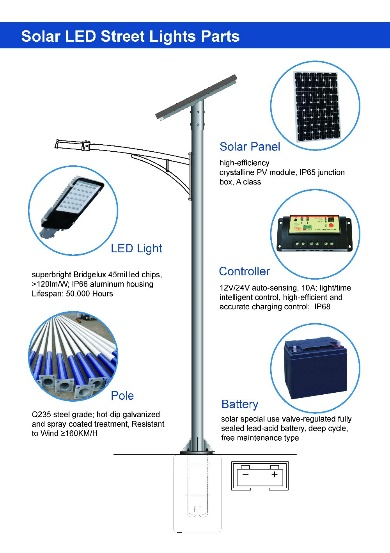 Solar LED Street Lights Parts
Solar Panel
high-efficiency
crystalline PV module, IP65 junction
box, A class
LED Light
superbright Bridgelux 45mil led chips,
>120lm/W; IP66 aluminum housing
Lifespan: 50,000 Hours
Controller
12V/24V auto-sensing, 10A; light/time
intelligent control, high-efficient and
accurate charging control; IP68
Pole
Q235 steel grade; hot dip galvanized
and spray coated treatment, Resistant
to Wind ≥160KM/H
Battery
solar special use valve-regulated fully
sealed lead-acid battery, deep cycle,
free maintenance type
- +